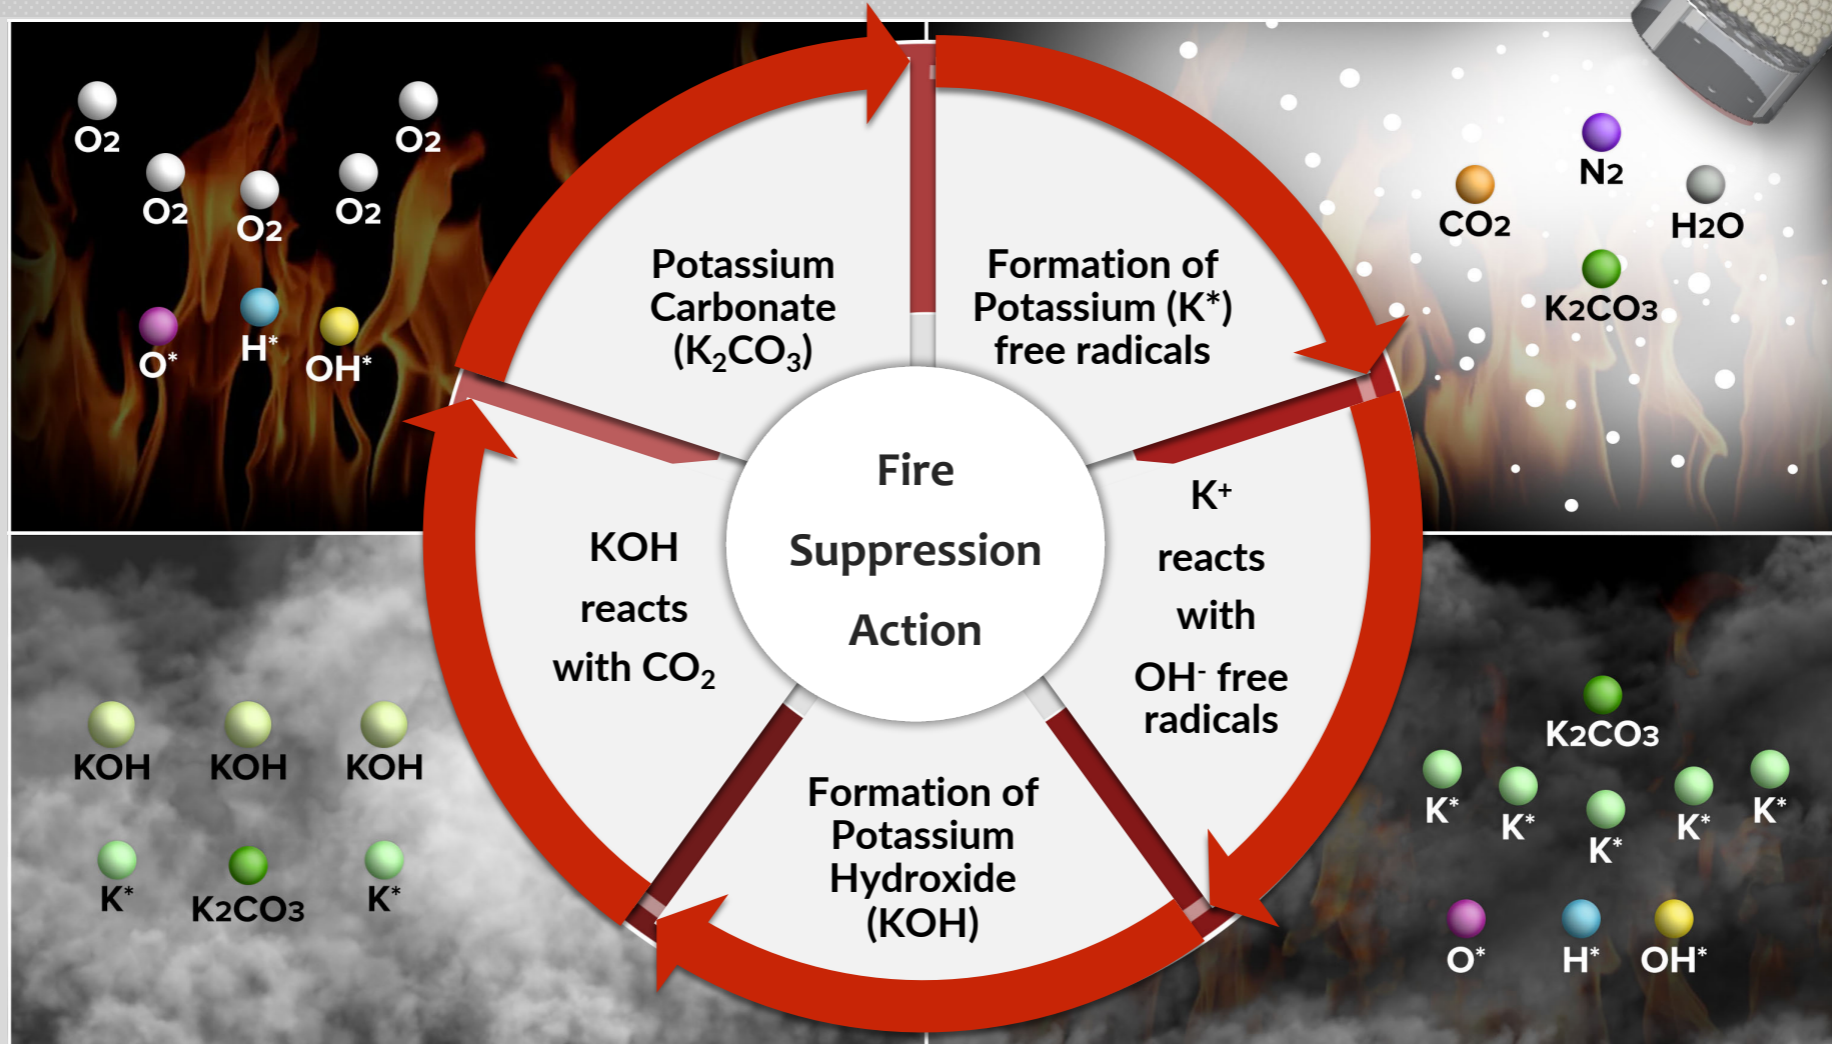 O2
O2
O2
O2
O2
O*
H*
OH*
N2
CO2
H2O
K2CO3
Potassium
Carbonate
(K₂CO₃)
Formation of
Potassium (K*)
free radicals
K⁺
reacts
with
OH⁻ free
radicals
Formation of
Potassium
Hydroxide
(KOH)
KOH
reacts
with CO₂
Fire
Suppression
Action
KOH
KOH
KOH
K*
K2CO3
K*
K2CO3
K*
K*
K*
K*
K*
O*
H*
OH*